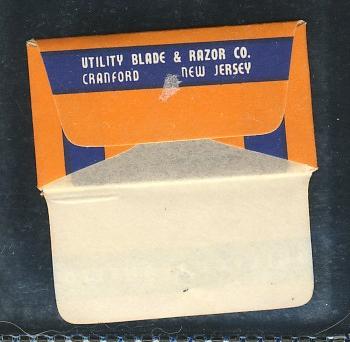 UTILITY BLADE & RAZOR CO.
CRANFORD NEW JERSEY